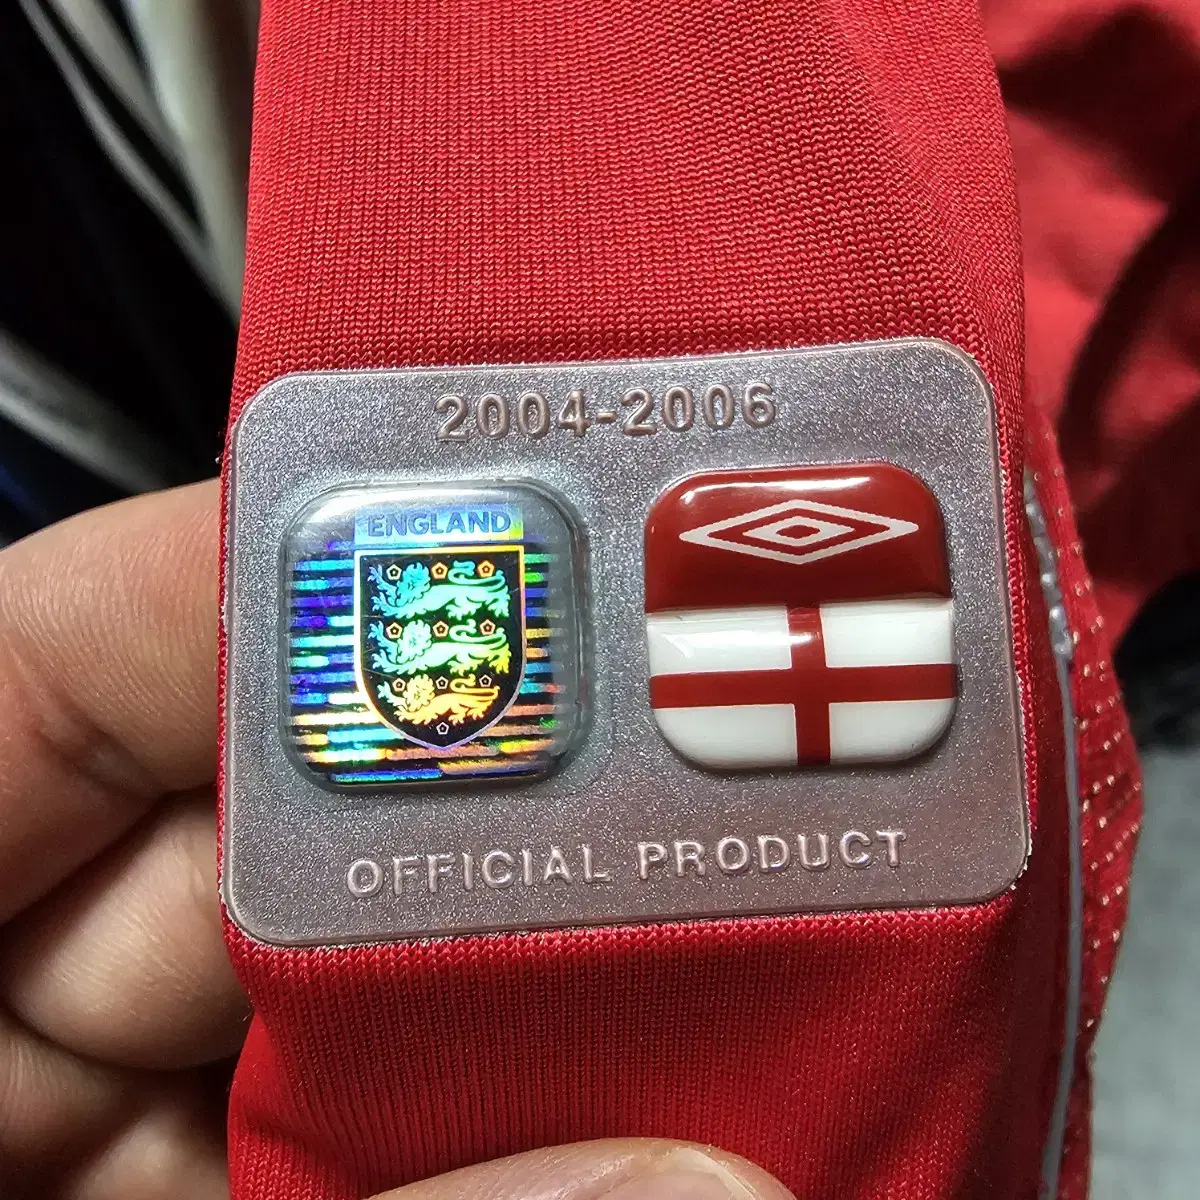 2004-2006
ENGLAND
OFFICIAL PRODUCT